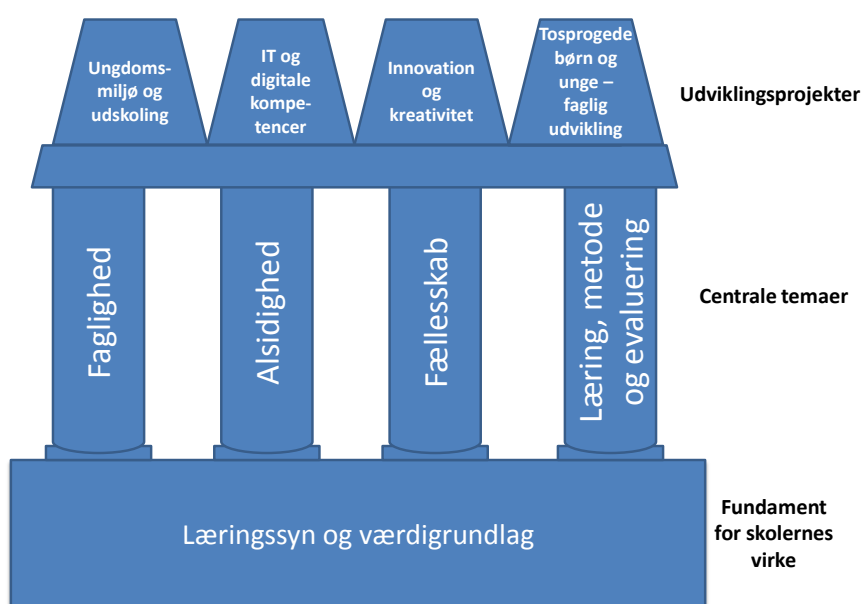 Ungdoms-
miljø og
udskoling
IT og
digitale
kompe-
tencer
Innovation
og
kreativitet
Tosprogede
børn og
unge –
faglig
udvikling
Udviklingsprojekter
Faglighed
Alsidighed
Fællesskab
Læring, metode
og evaluering
Centrale temaer
Læringssyn og værdigrundlag
Fundament
for skolernes
virke